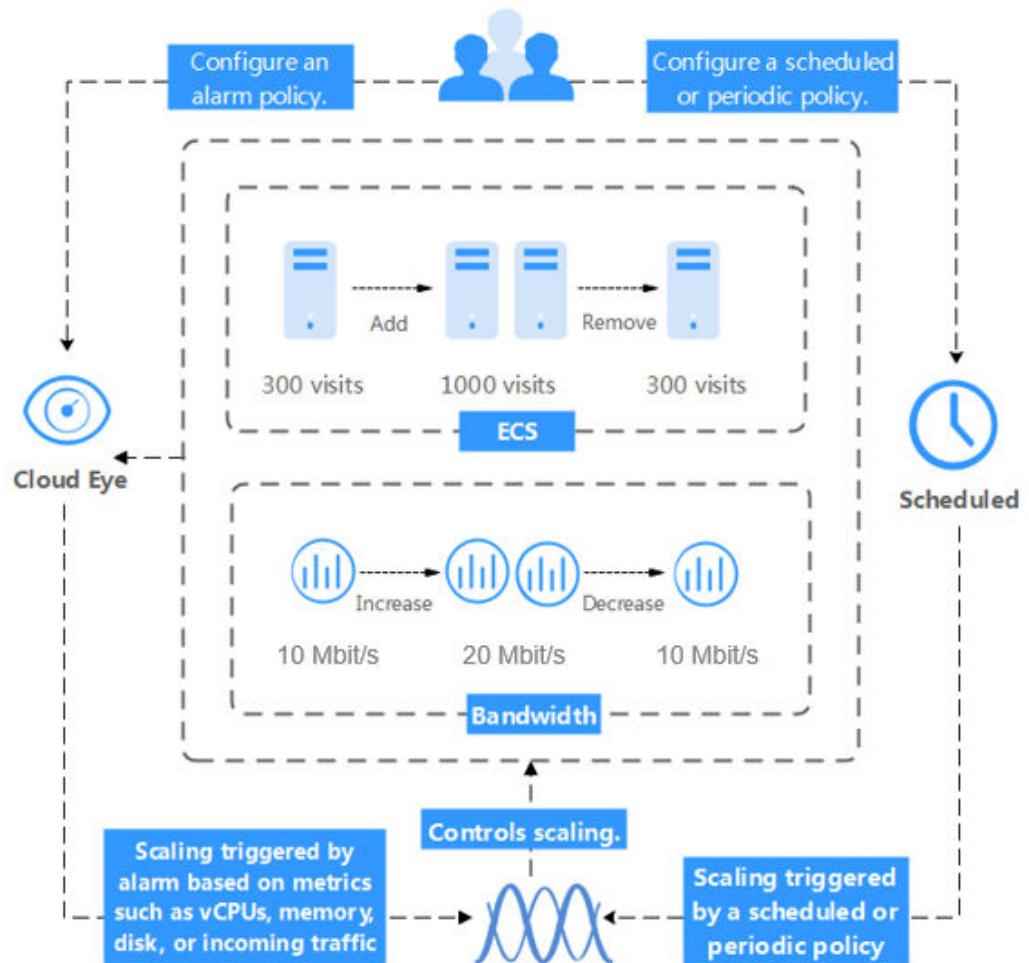 Configure an
alarm policy.
Configure a scheduled
or periodic policy.
Add
Remove
300 visits
1000 visits
300 visits
ECS
Cloud Eye
Scheduled
Increase
Decrease
10 Mbit/s
20 Mbit/s
10 Mbit/s
Bandwidth
Controls scaling.
Scaling triggered by
alarm based on metrics
such as vCPUs, memory,
disk, or incoming traffic
Scaling triggered
by a scheduled or
periodic policy